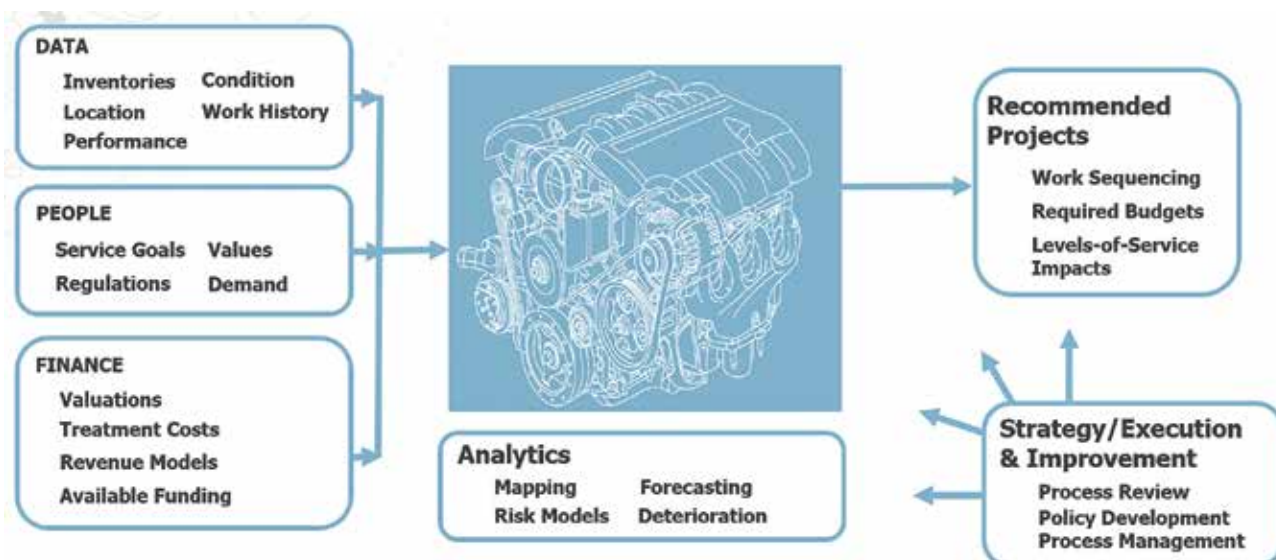 DATA
Inventories Condition
Location Work History
Performance
PEOPLE
Service Goals Values
Regulations Demand
FINANCE
Valuations
Treatment Costs
Revenue Models
Available Funding
Analytics
Mapping Forecasting
Risk Models Deterioration
Recommended
Projects
Work Sequencing
Required Budgets
Levels-of-Service
Impacts
Strategy/Execution
& Improvement
Process Review
Policy Development
Process Management